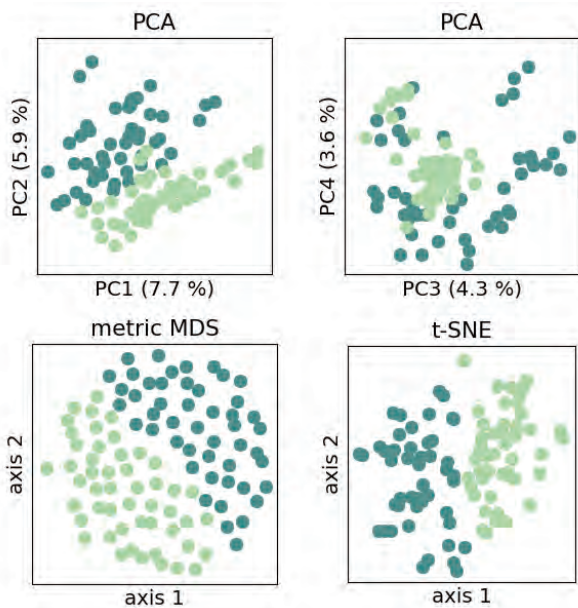 PCA
PCA
PC2 (5.9 %)
PC4 (3.6 %)
PC1 (7.7 %)
PC3 (4.3 %)
metric MDS
t-SNE
axis 2
axis 2
axis 1
axis 1